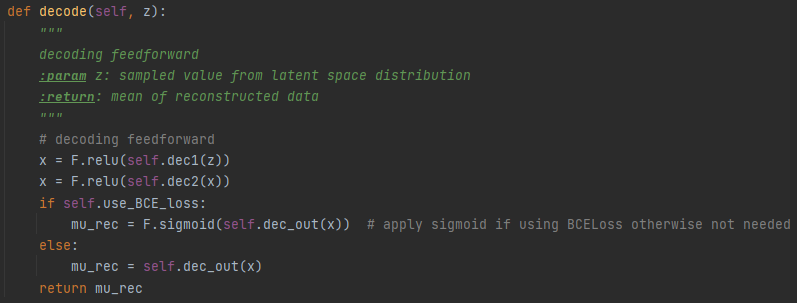 def decode(self, z):
    """
    decoding feedforward
    :param z: sampled value from latent space distribution
    :return: mean of reconstructed data
    """
    # decoding feedforward
    x = F.relu(self.dec1(z))
    x = F.relu(self.dec2(x))
    if self.use_BCE_loss:
        mu_rec = F.sigmoid(self.dec_out(x))  # apply sigmoid if using BCELoss otherwise not needed
    else:
        mu_rec = self.dec_out(x)
    return mu_rec